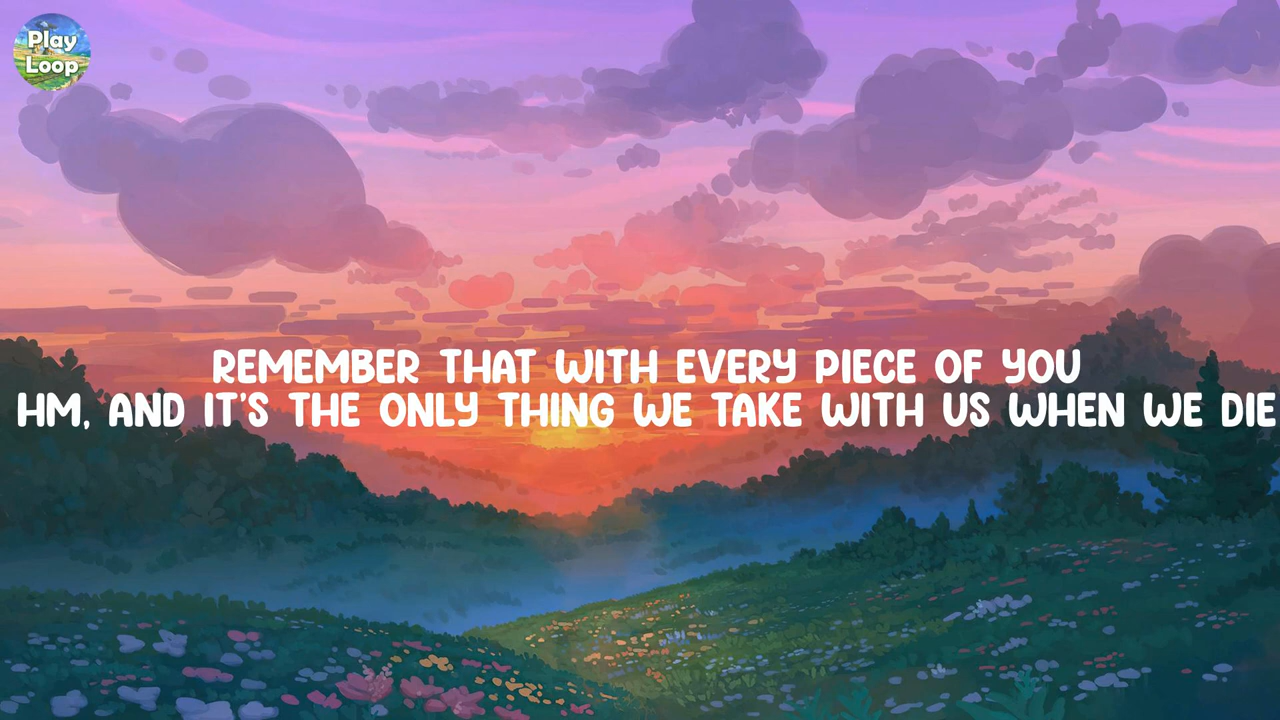 Play
Loop
REMEMBER THAT WITH EVERY PIECE OF YOU
HM, AND IT'S THE ONLY THING WE TAKE WITH US WHEN WE DIE